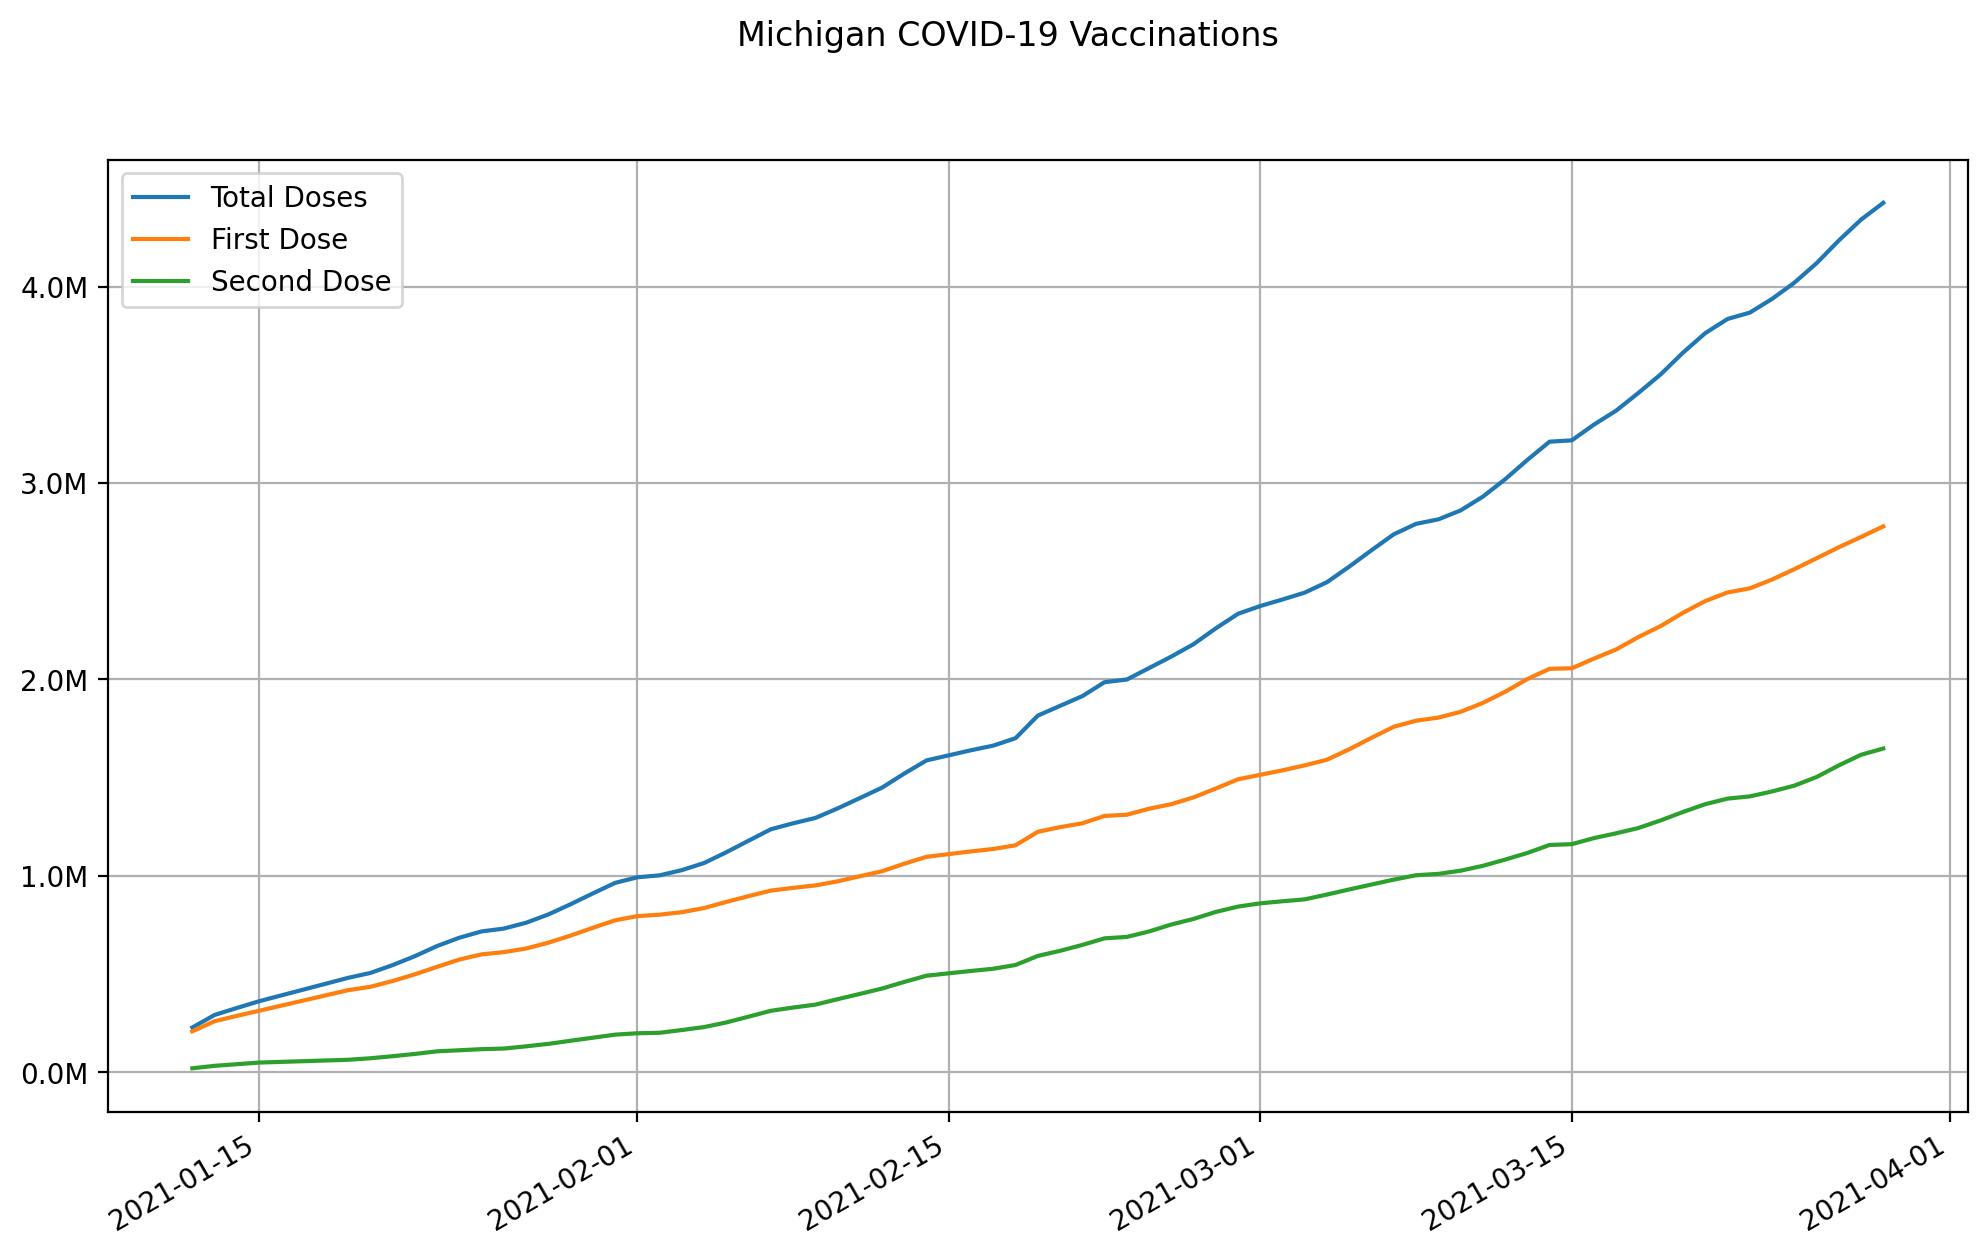 Michigan COVID-19 Vaccinations
Total Doses
First Dose
Second Dose
4.0M
3.0M
2.0M
1.0M
0.0M
2021-01-15
2021-02-01
2021-02-15
2021-03-01
2021-03-15
2021-04-01